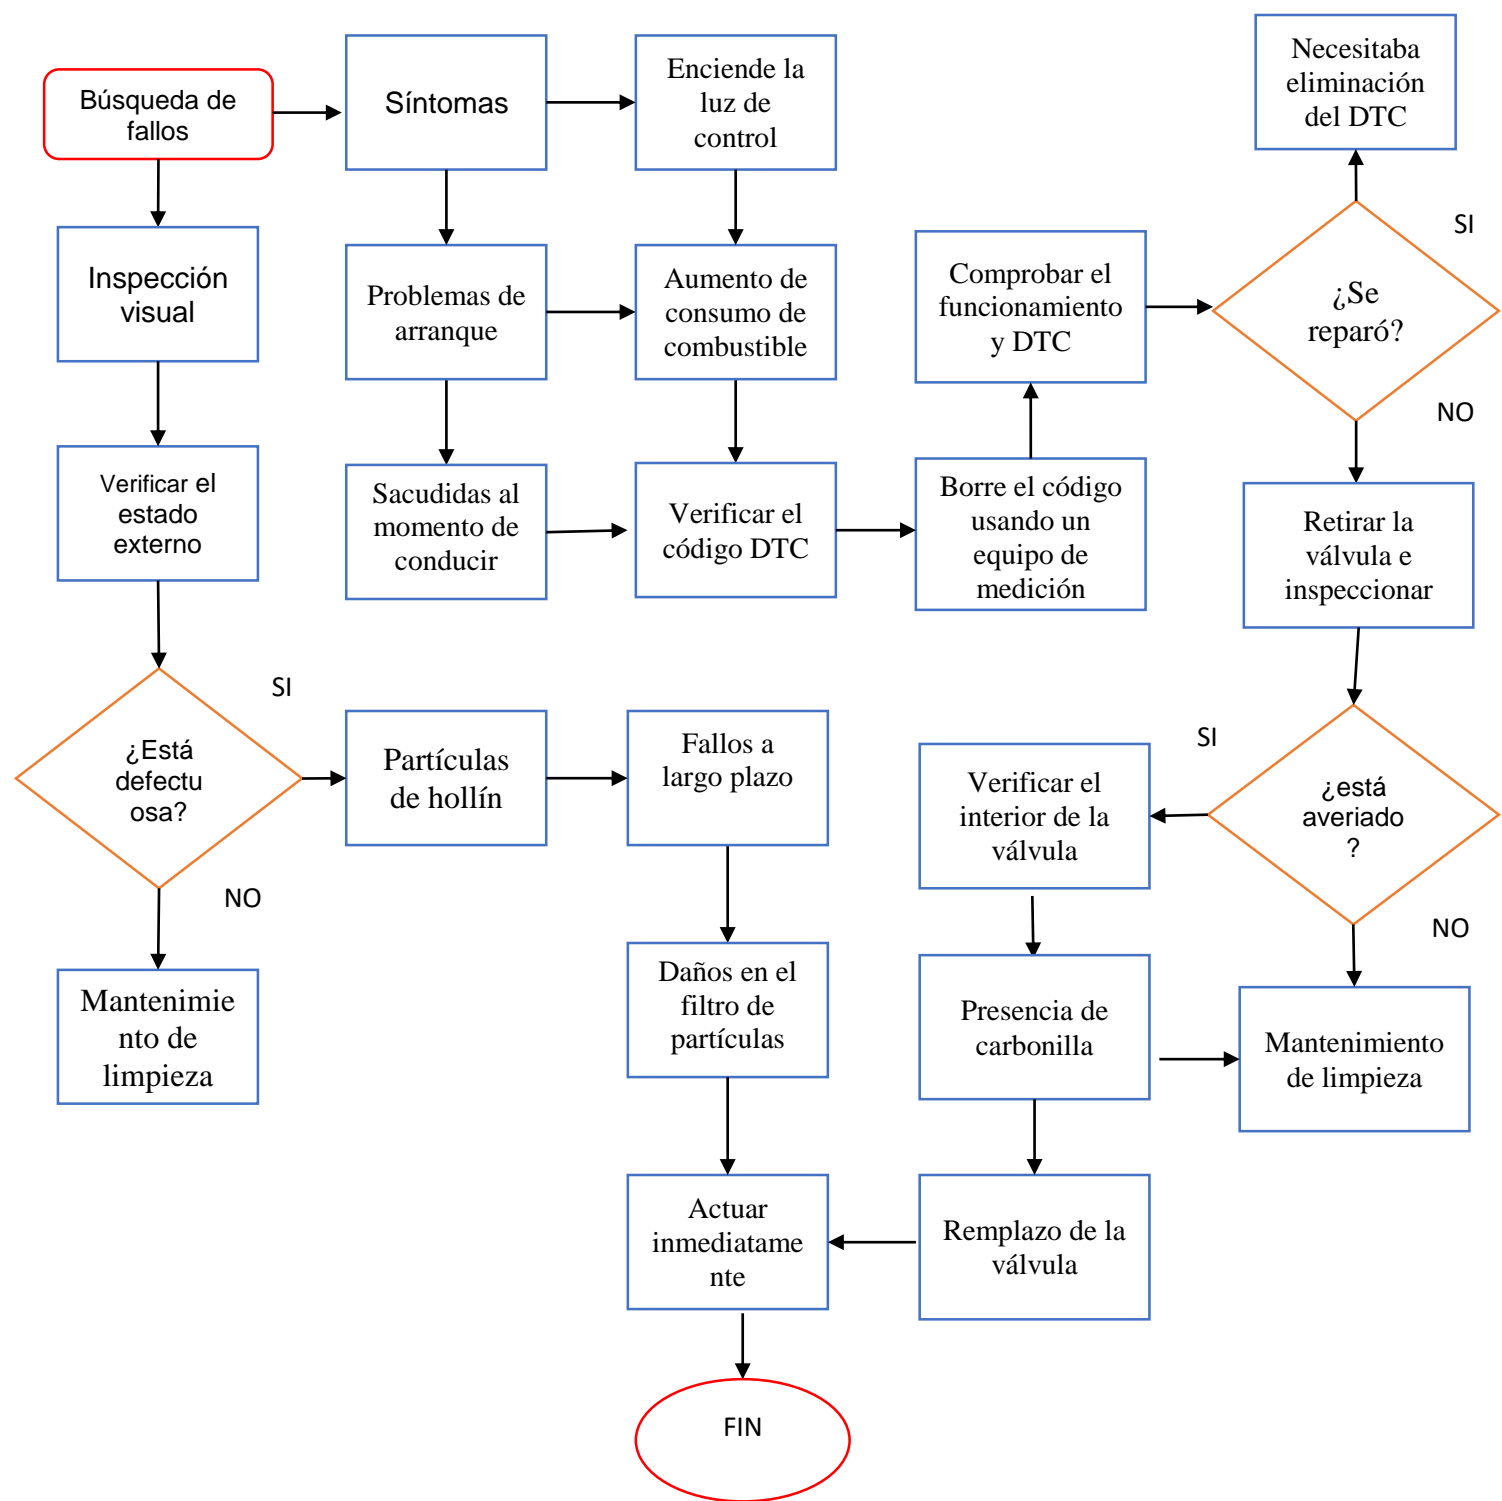 Búsqueda de
fallos
Síntomas
Enciende la
luz de
control
Necesitaba
eliminación
del DTC
SI
Inspección
visual
Problemas de
arranque
Aumento de
consumo de
combustible
Comprobar el
funcionamiento
y DTC
¿Se
reparó?
NO
Verificar el
estado
externo
Sacudidas al
momento de
conducir
Verificar el
código DTC
Borre el código
usando un
equipo de
medición
Retirar la
válvula e
inspeccionar
SI
¿Está
defectu
osa?
NO
Partículas
de hollín
Fallos a
largo plazo
Verificar el
interior de la
válvula
SI
¿está
averiado
?
NO
Mantenimie
nto de
limpieza
Daños en el
filtro de
partículas
Presencia de
carbonilla
Mantenimiento
de limpieza
Actuar
inmediatame
nte
Remplazo de la
válvula
FIN